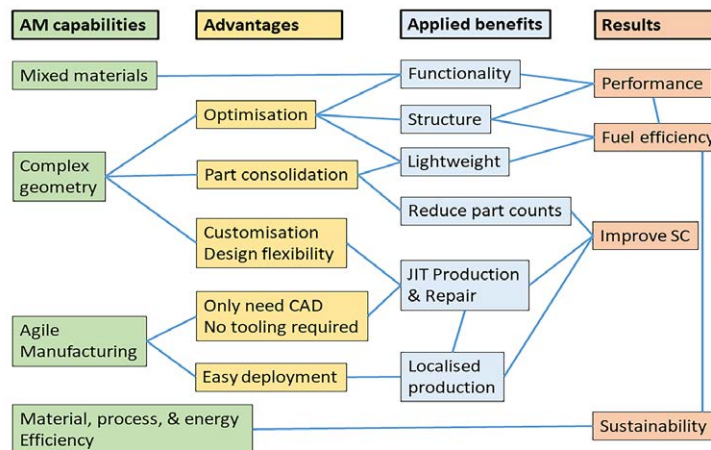 AM capabilities
Advantages
Applied benefits
Results
Mixed materials
Functionality
Performance
Optimisation
Structure
Fuel efficiency
Complex
geometry
Part consolidation
Lightweight
Reduce part counts
Customisation
Design flexibility
Improve SC
JIT Production
& Repair
Only need CAD
No tooling required
Agile
Manufacturing
Easy deployment
Localised
production
Material, process, & energy
Efficiency
Sustainability